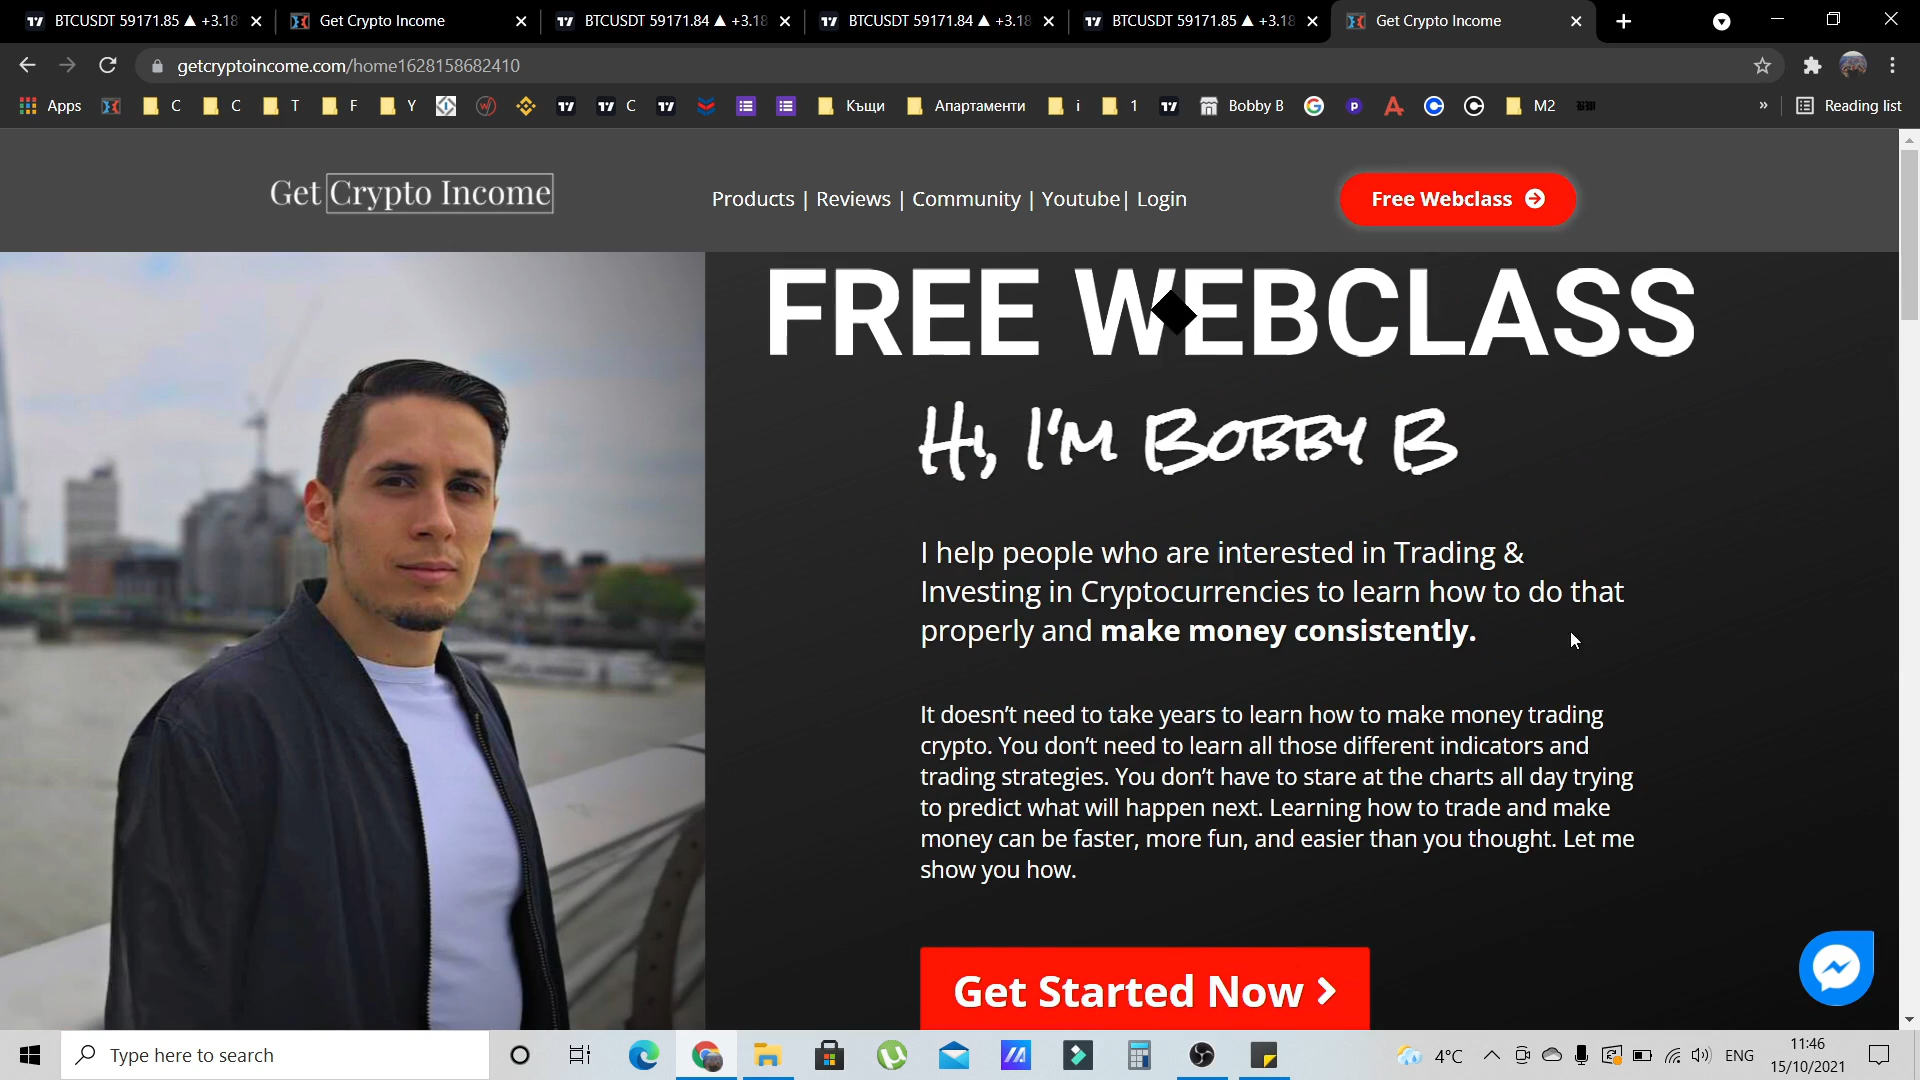 BTCUSDT 59171.85 ▲ +3.18
Get Crypto Income
BTCUSDT 59171.84 ▲ +3.18
BTCUSDT 59171.84 ▲ +3.18
BTCUSDT 59171.85 ▲ +3.18
Get Crypto Income
getcryptoincome.com/home1628158682410
Apps
C
C
T
F
Y
C
Къщи
Апартаменти
i
1
Bobby B
M2
»
Reading list
Get Crypto Income
Products | Reviews | Community | Youtube| Login
Free Webclass
FREE WEBCLASS
Hi, I'm Bobby B
I help people who are interested in Trading &
Investing in Cryptocurrencies to learn how to do that
properly and make money consistently.
It doesn't need to take years to learn how to make money trading
crypto. You don't need to learn all those different indicators and
trading strategies. You don't have to stare at the charts all day trying
to predict what will happen next. Learning how to trade and make
money can be faster, more fun, and easier than you thought. Let me
show you how.
Get Started Now >
Type here to search
4°C
ENG
11:46
15/10/2021